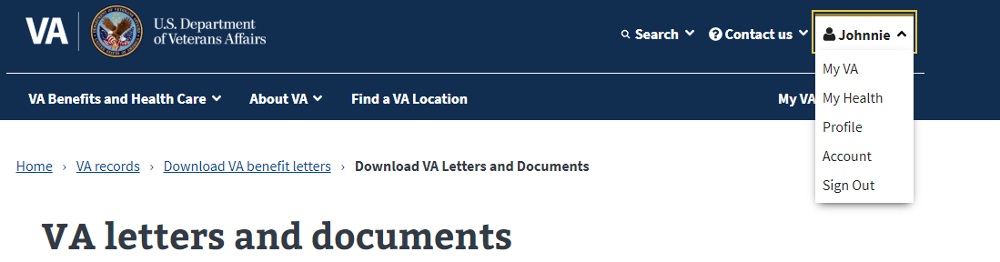 VA
U.S. Department
of Veterans Affairs
Search
Contact us
Johnnie
My VA
My Health
Profile
Account
Sign Out
VA Benefits and Health Care
About VA
Find a VA Location
My VA
Home › VA records › Download VA benefit letters › Download VA Letters and Documents
VA letters and documents